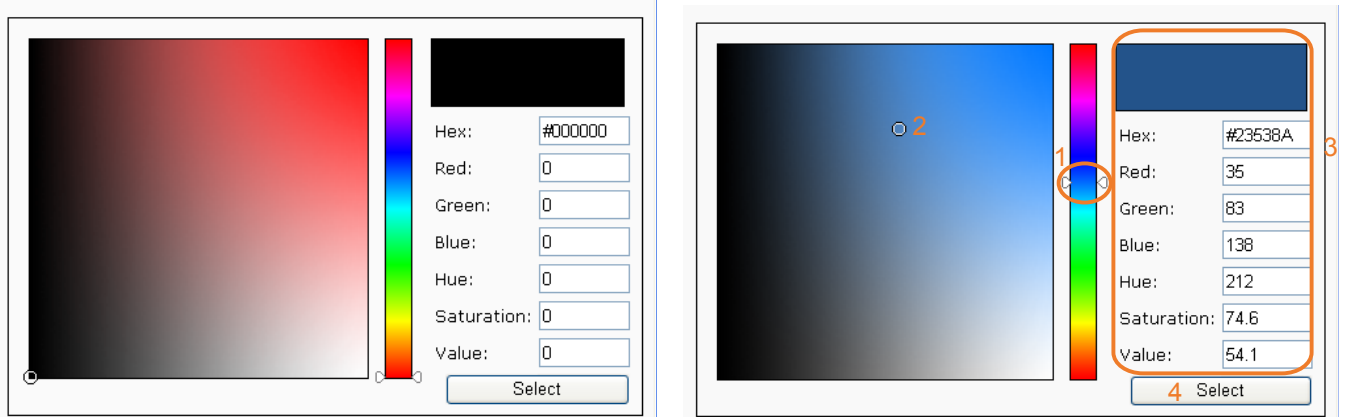 Hex: #000000
Red: 0
Green: 0
Blue: 0
Hue: 0
Saturation: 0
Value: 0
Select
2
1
3
Hex: #23538A
Red: 35
Green: 83
Blue: 138
Hue: 212
Saturation: 74.6
Value: 54.1
4 Select